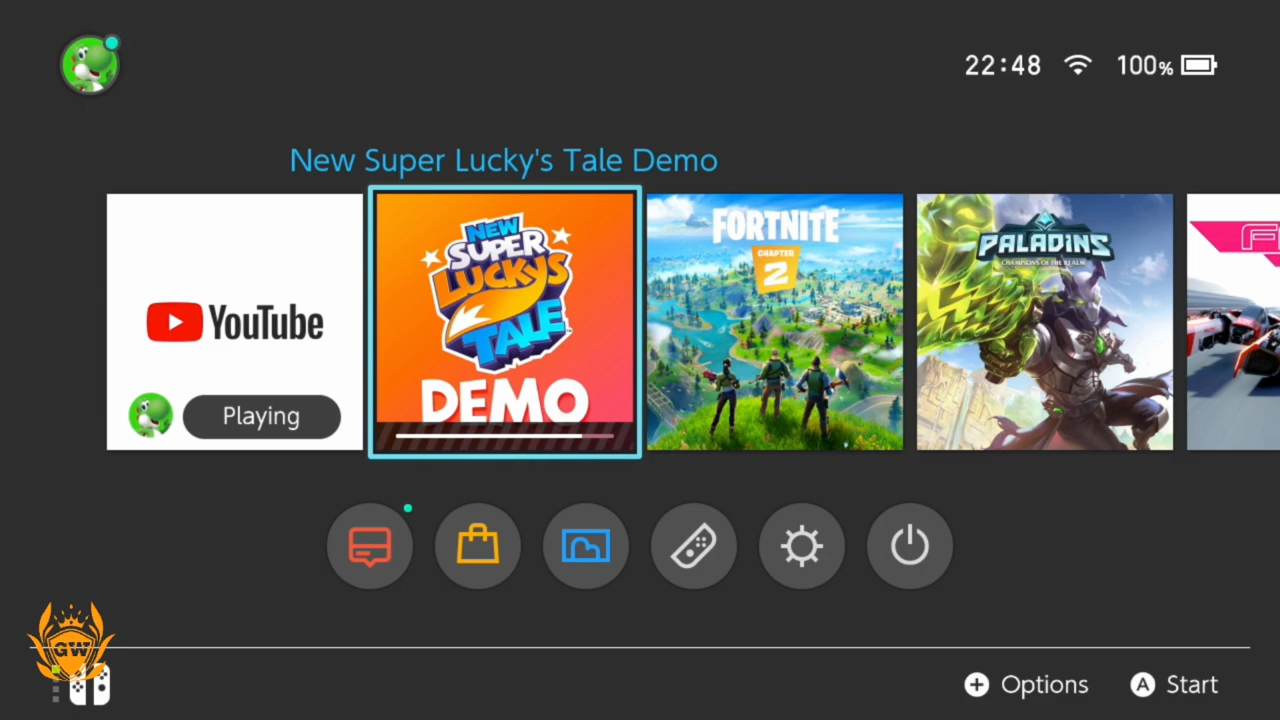 22:48 100%
New Super Lucky's Tale Demo
YouTube
Playing
NEW
SUPER
LUCKY'S
TALE
DEMO
FORTNITE
CHAPTER
2
PALADINS
CHAMPIONS OF THE REALM
F
GW
Options
A Start